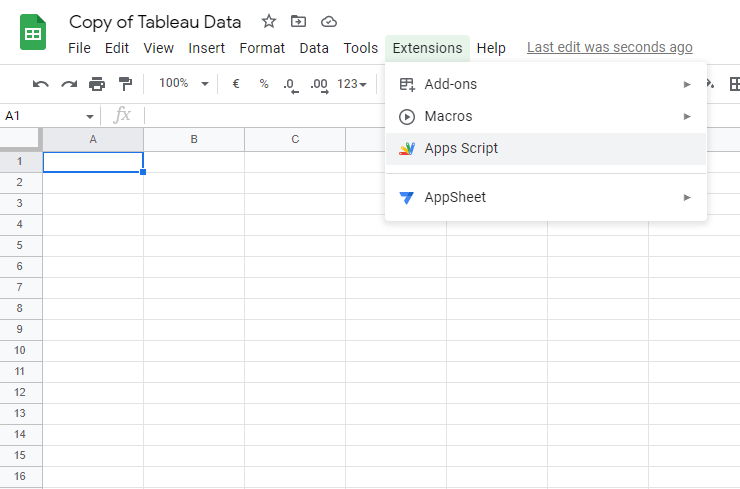 Copy of Tableau Data
File Edit View Insert Format Data Tools Extensions Help Last edit was seconds ago
100% € % .0 .00 123
Add-ons
Macros
Apps Script
AppSheet
A1 fx
A B C
1
2
3
4
5
6
7
8
9
10
11
12
13
14
15
16